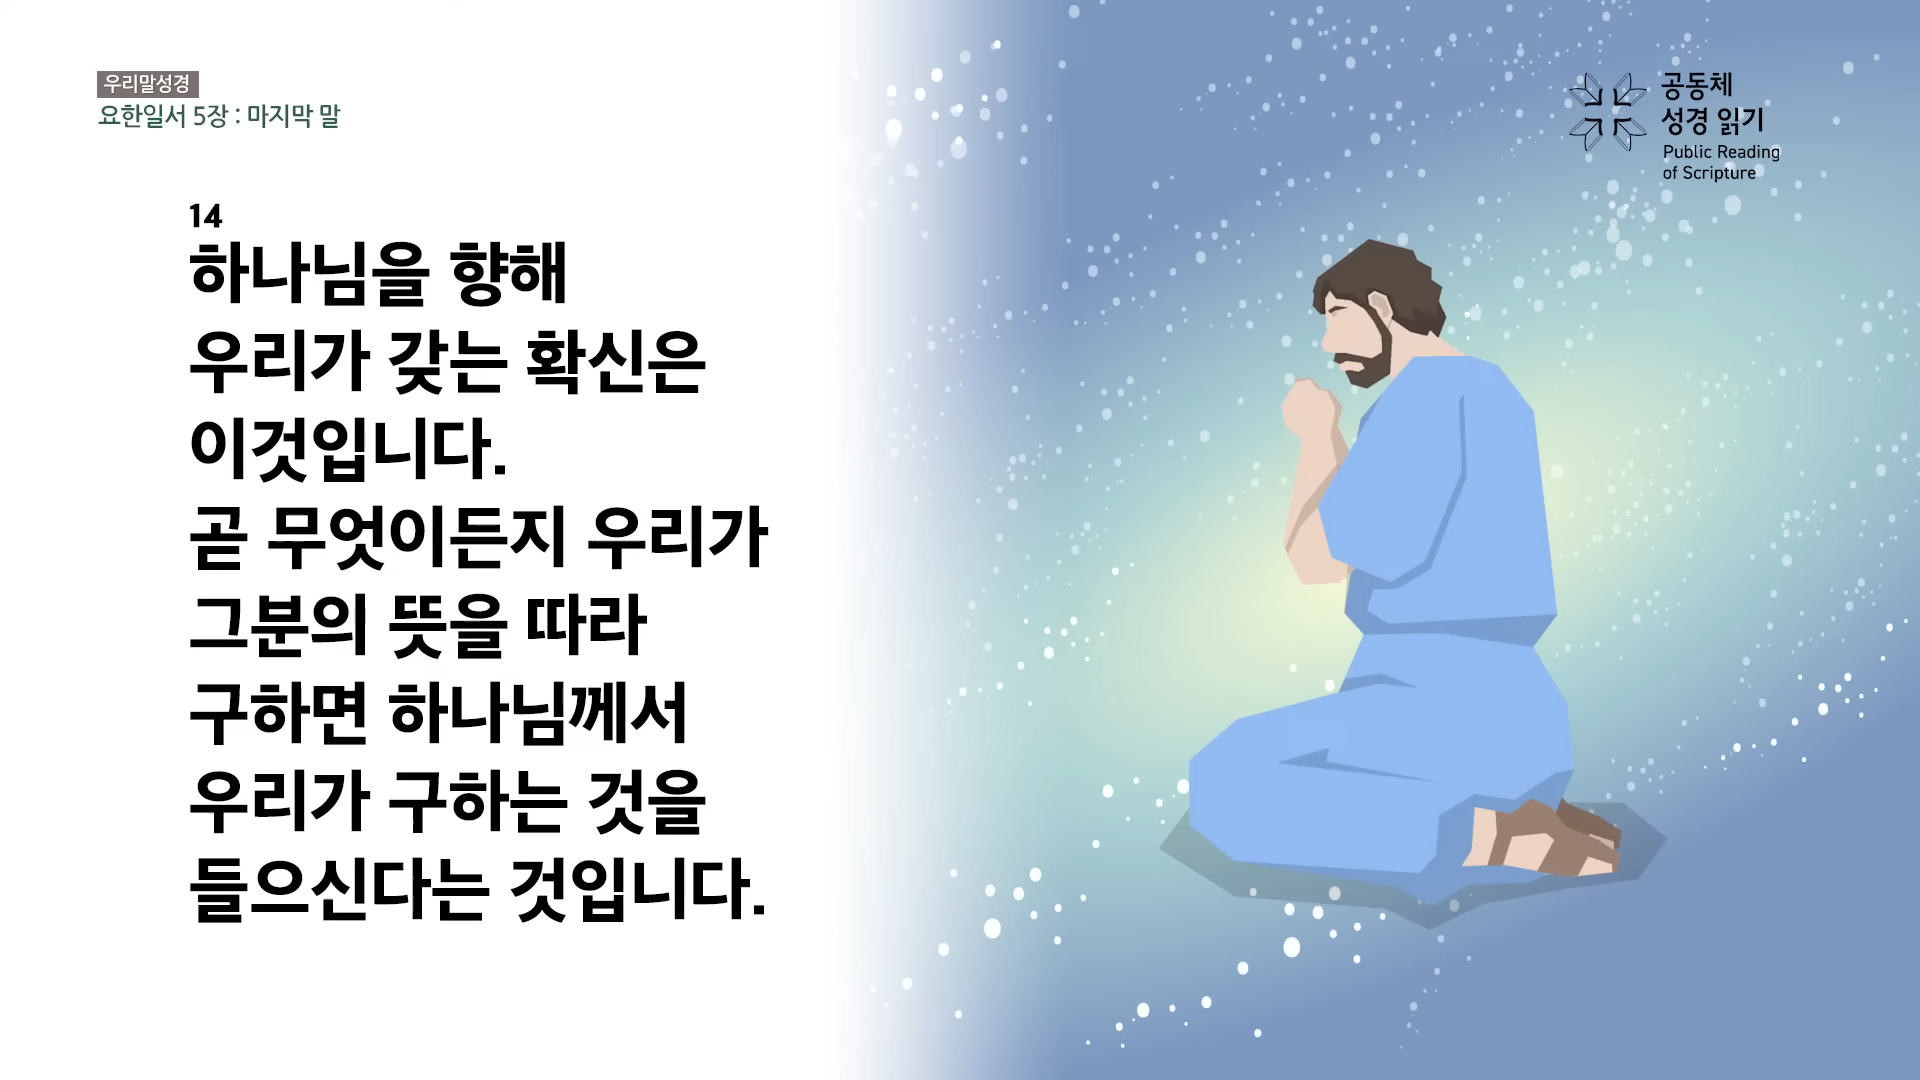 우리말성경
요한일서 5장 : 마지막 말
공동체
성경 읽기
Public Reading
of Scripture
14
하나님을 향해
우리가 갖는 확신은
이것입니다.
곧 무엇이든지 우리가
그분의 뜻을 따라
구하면 하나님께서
우리가 구하는 것을
들으신다는 것입니다.